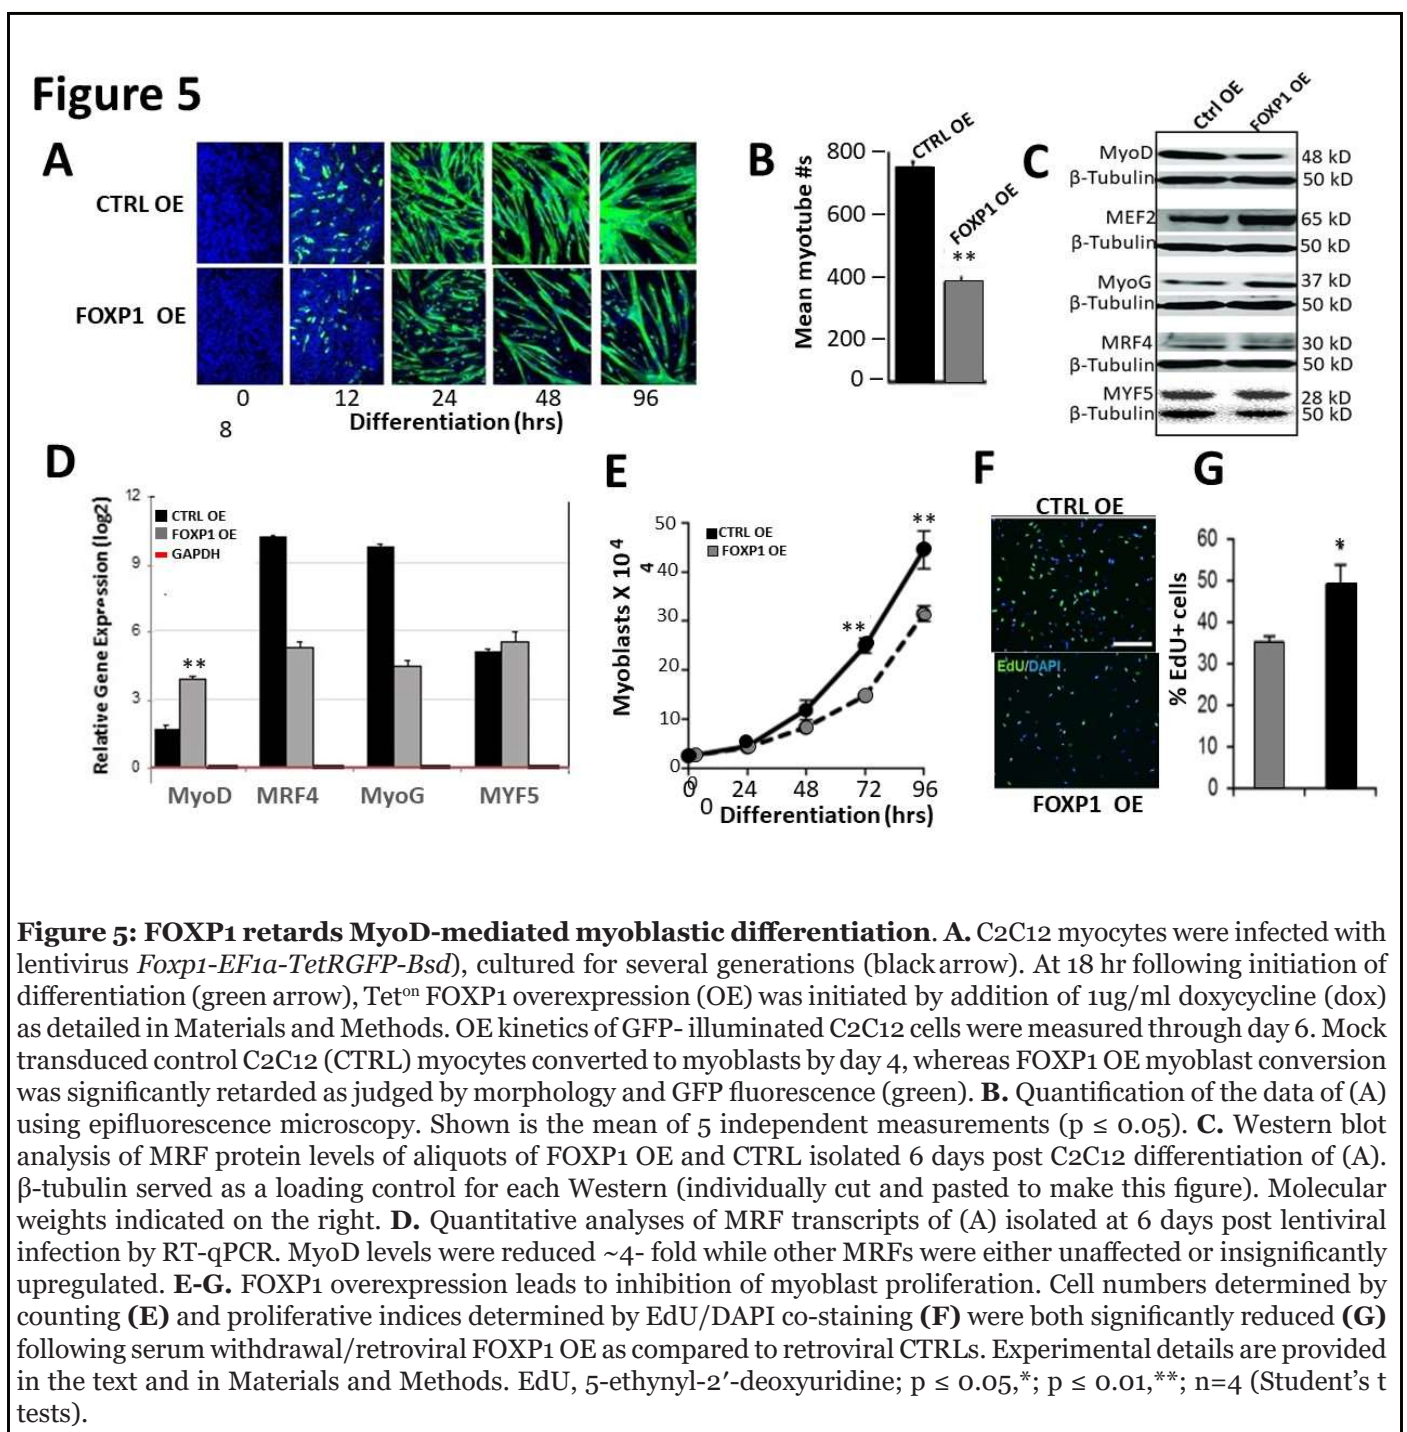 Figure 5
A
CTRL OE
FOXP1 OE
0 12 24 48 96
8
Differentiation (hrs)
B
Mean myotube #s
800
600
400
200
0
CTRL OE
FOXP1 OE
**
C
Ctrl OE FOXP1 OE
MyoD 48 kD
β-Tubulin 50 kD
MEF2 65 kD
β-Tubulin 50 kD
MyoG 37 kD
β-Tubulin 50 kD
MRF4 30 kD
β-Tubulin 50 kD
MYF5 28 kD
β-Tubulin 50 kD
D
Relative Gene Expression (log2)
12
9
6
3
0
CTRL OE
FOXP1 OE
GAPDH
**
MyoD MRF4 MyoG MYF5
E
Myoblasts X 10 4
4
50
40
30
20
10
0
CTRL OE
FOXP1 OE
**
**
0 24 48 72 96
0
Differentiation (hrs)
F
CTRL OE
EdU/DAPI
FOXP1 OE
G
% EdU+ cells
60
50
40
30
20
10
0
*
Figure 5: FOXP1 retards MyoD-mediated myoblastic differentiation. A. C2C12 myocytes were infected with
lentivirus Foxp1-EF1a-TetRGFP-Bsd), cultured for several generations (black arrow). At 18 hr following initiation of
differentiation (green arrow), Tetᵒⁿ FOXP1 overexpression (OE) was initiated by addition of 1ug/ml doxycycline (dox)
as detailed in Materials and Methods. OE kinetics of GFP- illuminated C2C12 cells were measured through day 6. Mock
transduced control C2C12 (CTRL) myocytes converted to myoblasts by day 4, whereas FOXP1 OE myoblast conversion
was significantly retarded as judged by morphology and GFP fluorescence (green). B. Quantification of the data of (A)
using epifluorescence microscopy. Shown is the mean of 5 independent measurements (p ≤ 0.05). C. Western blot
analysis of MRF protein levels of aliquots of FOXP1 OE and CTRL isolated 6 days post C2C12 differentiation of (A).
β-tubulin served as a loading control for each Western (individually cut and pasted to make this figure). Molecular
weights indicated on the right. D. Quantitative analyses of MRF transcripts of (A) isolated at 6 days post lentiviral
infection by RT-qPCR. MyoD levels were reduced ~4- fold while other MRFs were either unaffected or insignificantly
upregulated. E-G. FOXP1 overexpression leads to inhibition of myoblast proliferation. Cell numbers determined by
counting (E) and proliferative indices determined by EdU/DAPI co-staining (F) were both significantly reduced (G)
following serum withdrawal/retroviral FOXP1 OE as compared to retroviral CTRLs. Experimental details are provided
in the text and in Materials and Methods. EdU, 5-ethynyl-2′-deoxyuridine; p ≤ 0.05,*; p ≤ 0.01,**; n=4 (Student's t
tests).